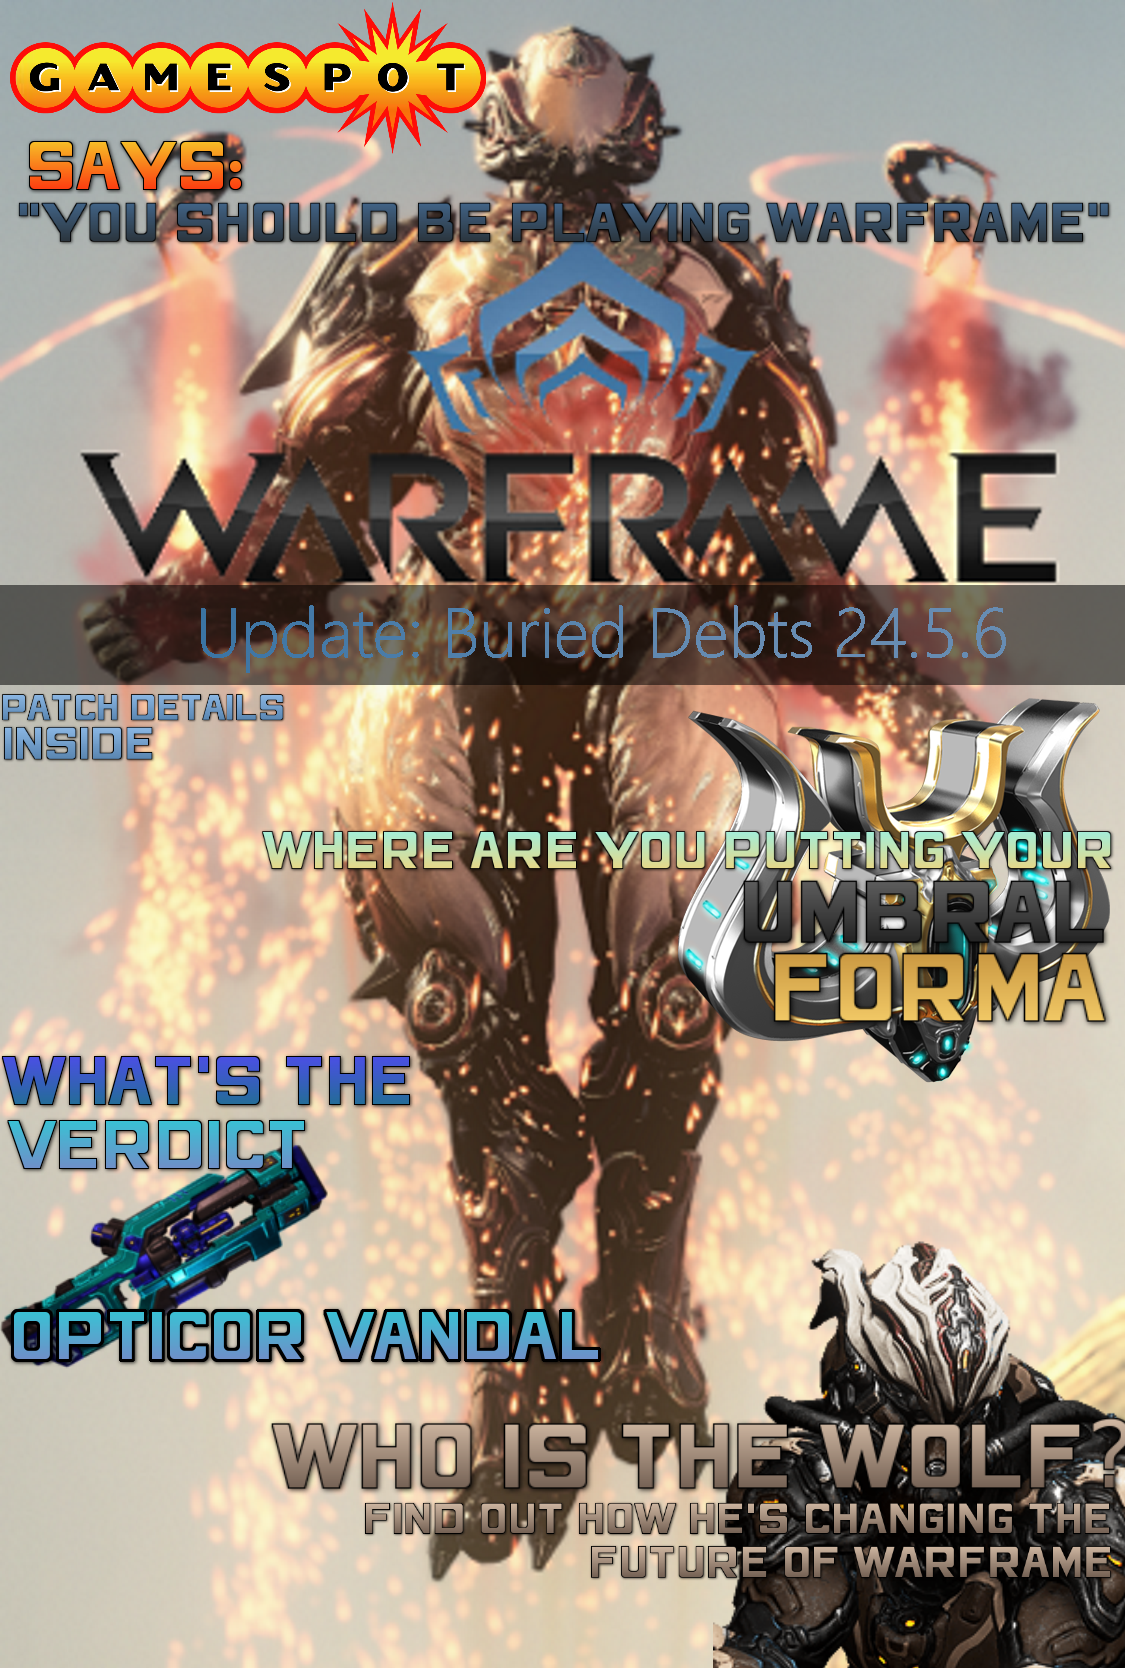 GAMESPOT
SAYS:
"YOU SHOULD BE PLAYING WARFRAME"
WARFRAME
Update: Buried Debts 24.5.6
PATCH DETAILS
INSIDE
WHERE ARE YOU PUTTING YOUR
UMBRAL
FORMA
WHAT'S THE
VERDICT
OPTICOR VANDAL
WHO IS THE WOLF?
FIND OUT HOW HE'S CHANGING THE
FUTURE OF WARFRAME